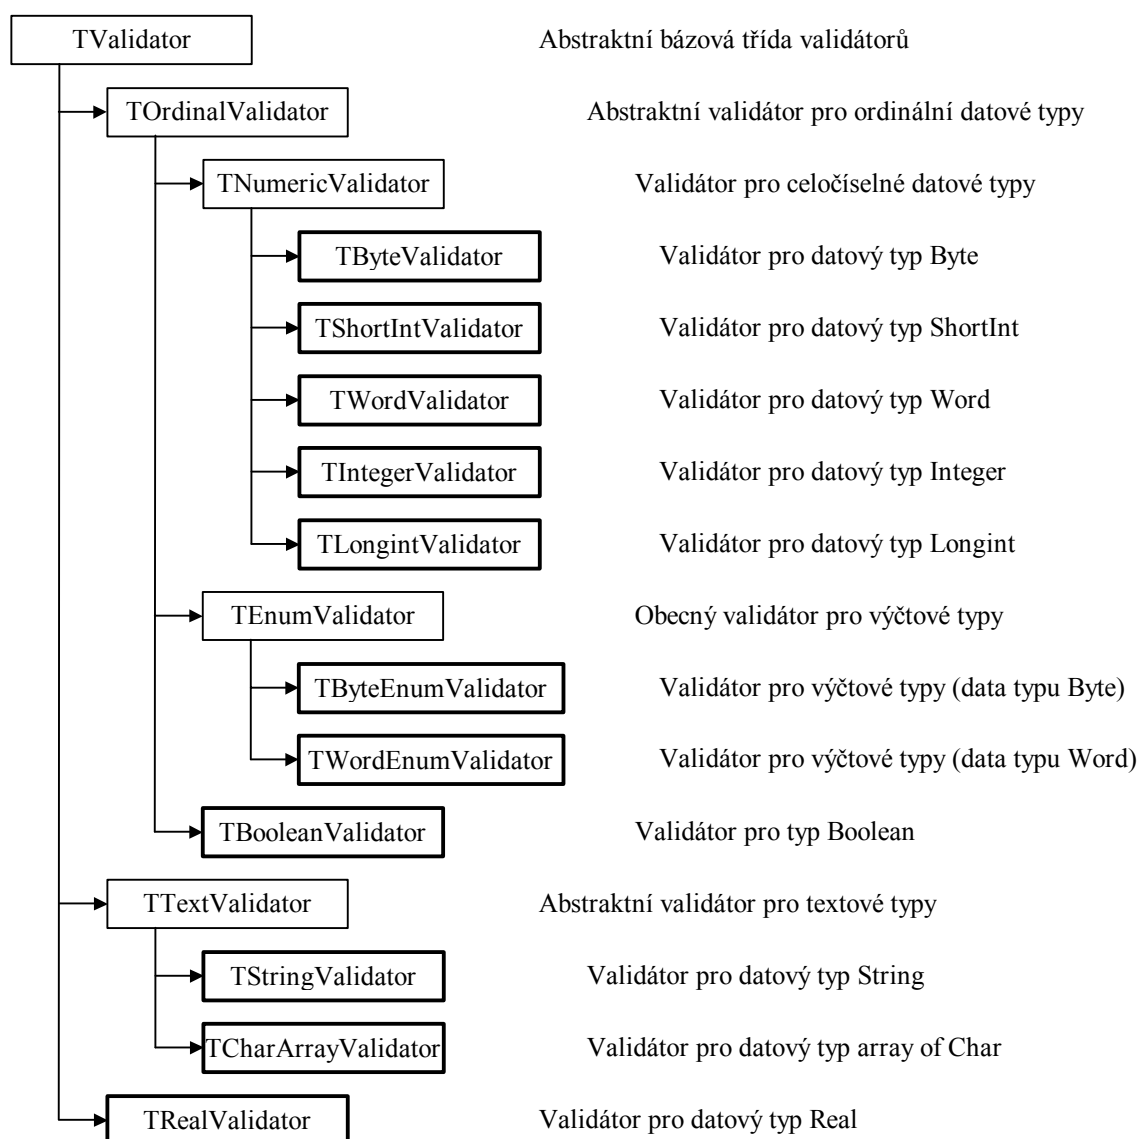 TValidator Abstraktní bázová třída validátorů
TOrdinalValidator Abstraktní validátor pro ordinální datové typy
TNumericValidator Validátor pro celočíselné datové typy
TByteValidator Validátor pro datový typ Byte
TShortIntValidator Validátor pro datový typ ShortInt
TWordValidator Validátor pro datový typ Word
TIntegerValidator Validátor pro datový typ Integer
TLongintValidator Validátor pro datový typ Longint
TEnumValidator Obecný validátor pro výčtové typy
TByteEnumValidator Validátor pro výčtové typy (data typu Byte)
TWordEnumValidator Validátor pro výčtové typy (data typu Word)
TBooleanValidator Validátor pro typ Boolean
TTextValidator Abstraktní validátor pro textové typy
TStringValidator Validátor pro datový typ String
TCharArrayValidator Validátor pro datový typ array of Char
TRealValidator Validátor pro datový typ Real